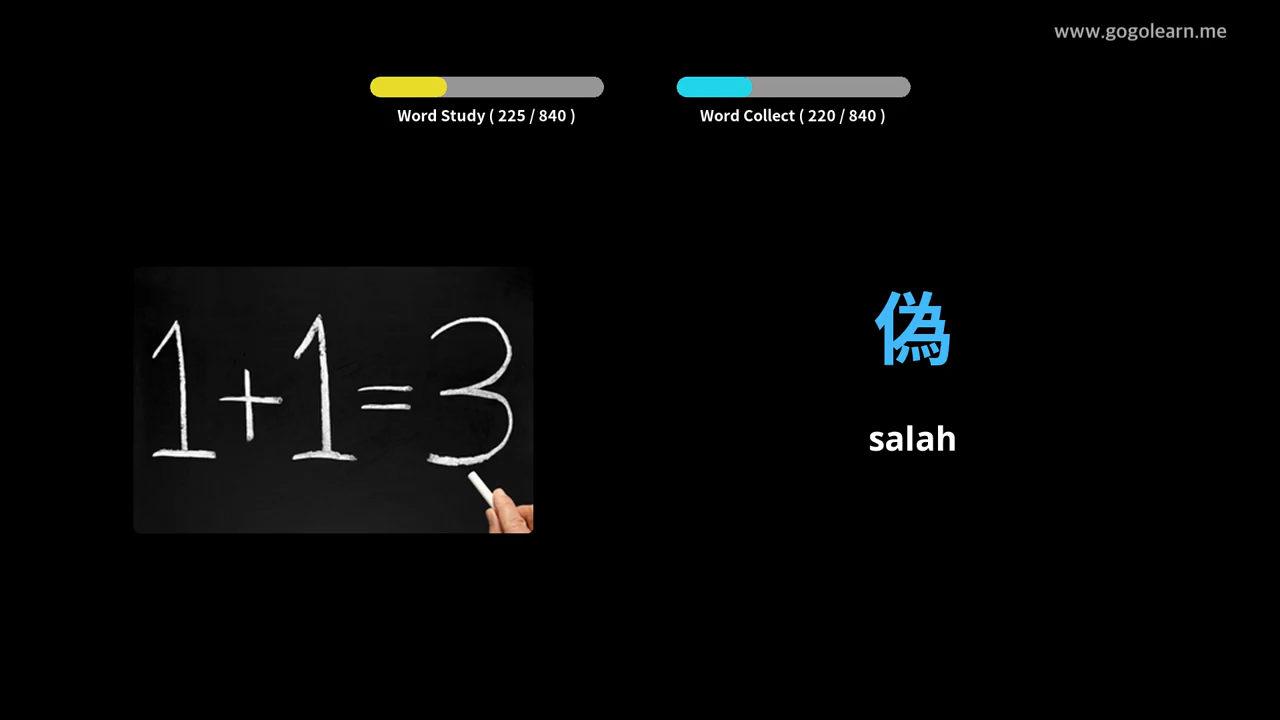 www.gogolearn.me
Word Study ( 225 / 840 )
Word Collect ( 220 / 840 )
1+1=3
偽
salah